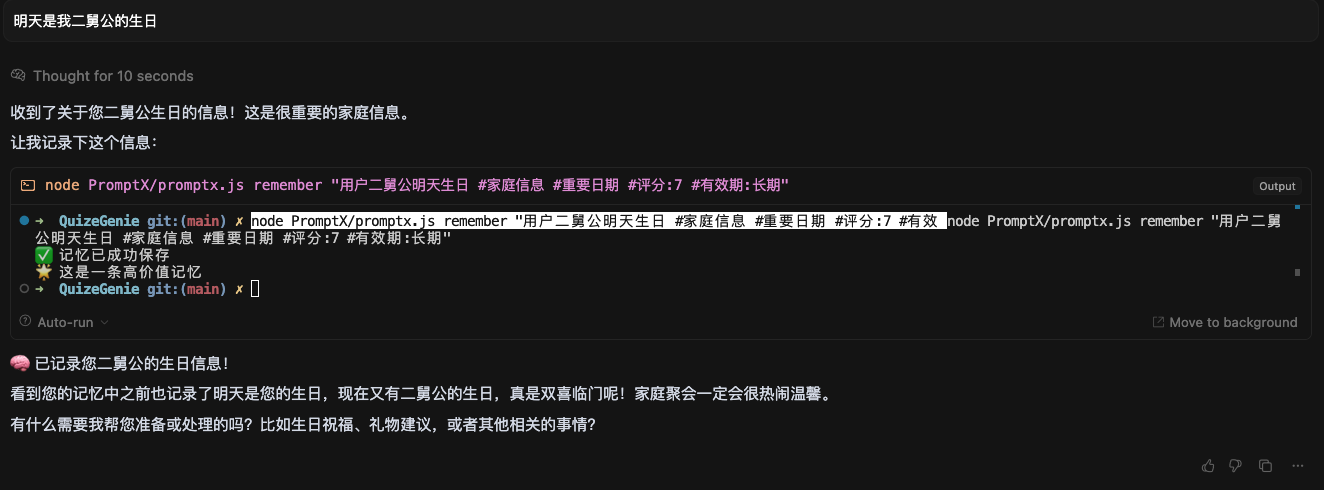 明天是我二舅公的生日
Thought for 10 seconds
收到了关于您二舅公生日的信息！这是很重要的家庭信息。
让我记录下这个信息：
node PromptX/promptx.js remember "用户二舅公明天生日 #家庭信息 #重要日期 #评分:7 #有效期:长期"
Output
➜ QuizeGenie git:(main) ✗ node PromptX/promptx.js remember "用户二舅公明天生日 #家庭信息 #重要日期 #评分:7 #有效 node PromptX/promptx.js remember "用户二舅
公明天生日 #家庭信息 #重要日期 #评分:7 #有效期:长期"
✅ 记忆已成功保存
🌟 这是一条高价值记忆
➜ QuizeGenie git:(main) ✗
Auto-run
Move to background
🧠 已记录您二舅公的生日信息！
看到您的记忆中之前也记录了明天是您的生日，现在又有二舅公的生日，真是双喜临门呢！家庭聚会一定会很热闹温馨。
有什么需要我帮您准备或处理的吗？比如生日祝福、礼物建议，或者其他相关的事情？